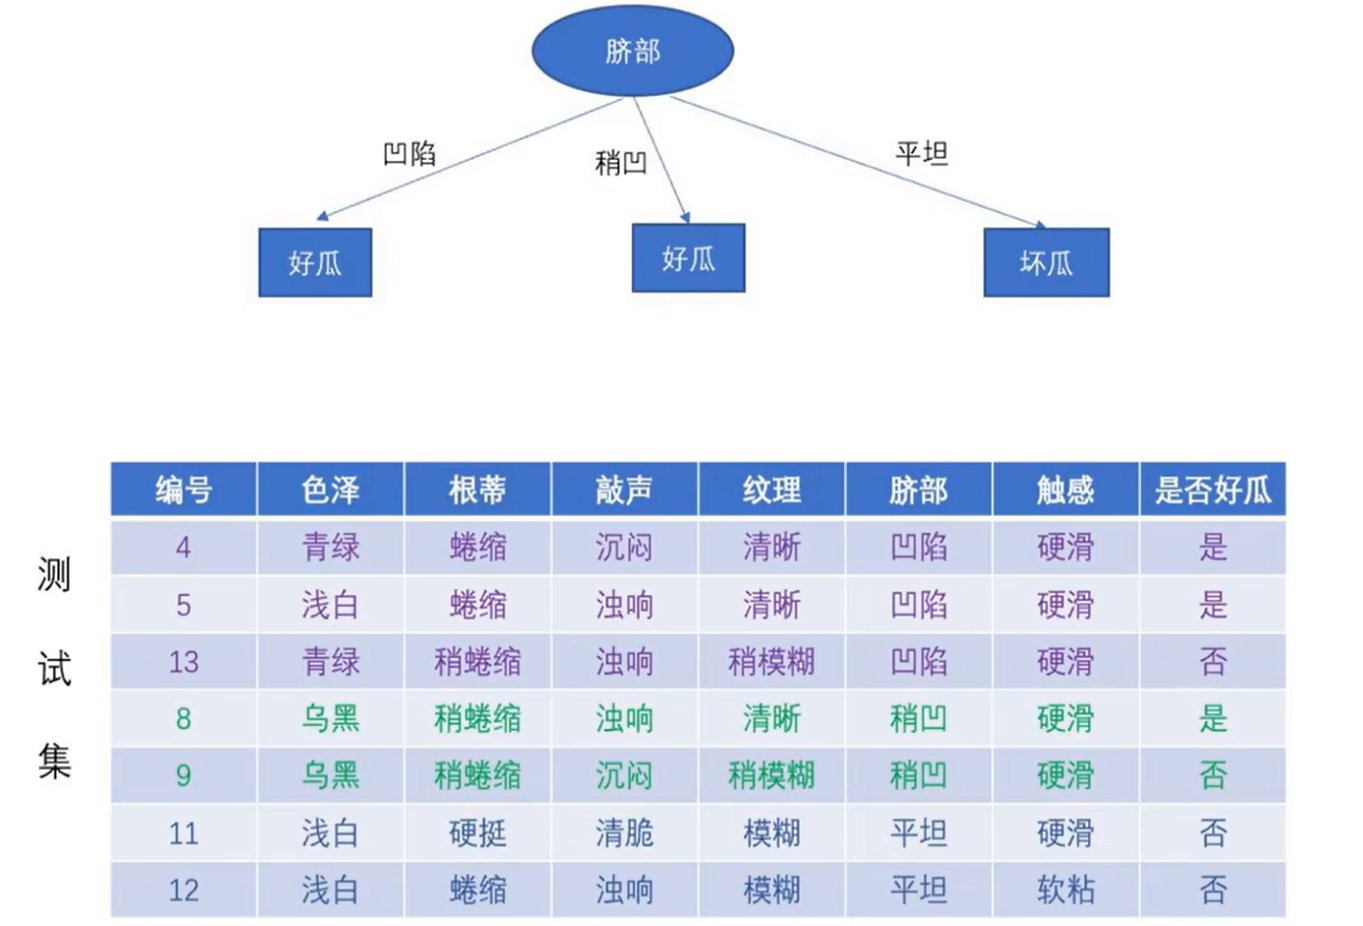 脐部
凹陷
稍凹
平坦
好瓜
好瓜
坏瓜
测试集
编号 色泽 根蒂 敲声 纹理 脐部 触感 是否好瓜
4 青绿 蜷缩 沉闷 清晰 凹陷 硬滑 是
5 浅白 蜷缩 浊响 清晰 凹陷 硬滑 是
13 青绿 稍蜷缩 浊响 稍模糊 凹陷 硬滑 否
8 乌黑 稍蜷缩 浊响 清晰 稍凹 硬滑 是
9 乌黑 稍蜷缩 沉闷 稍模糊 稍凹 硬滑 否
11 浅白 硬挺 清脆 模糊 平坦 硬滑 否
12 浅白 蜷缩 浊响 模糊 平坦 软粘 否